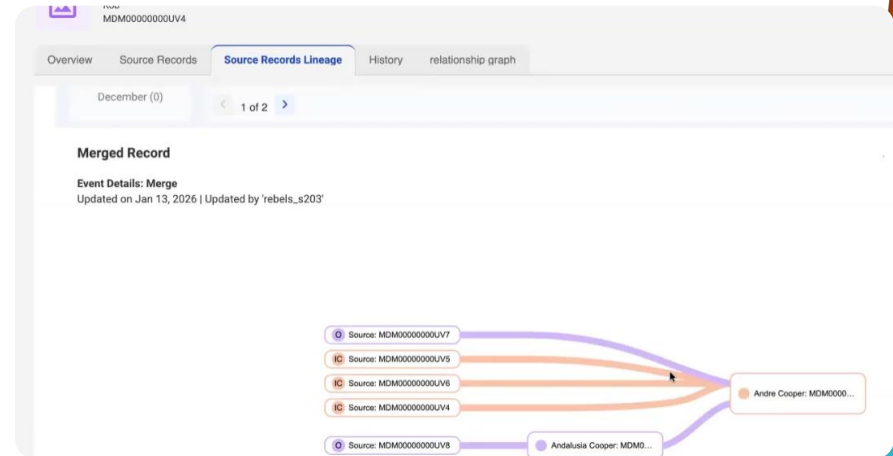 MDM00000000UV4
Overview Source Records Source Records Lineage History relationship graph
December (0)
1 of 2
Merged Record
Event Details: Merge
Updated on Jan 13, 2026 | Updated by 'rebels_s203'
O Source: MDM00000000UV7
IC Source: MDM00000000UV5
IC Source: MDM00000000UV6
Andre Cooper: MDM0000...
IC Source: MDM00000000UV4
O Source: MDM00000000UV8
Andalusia Cooper: MDM0...